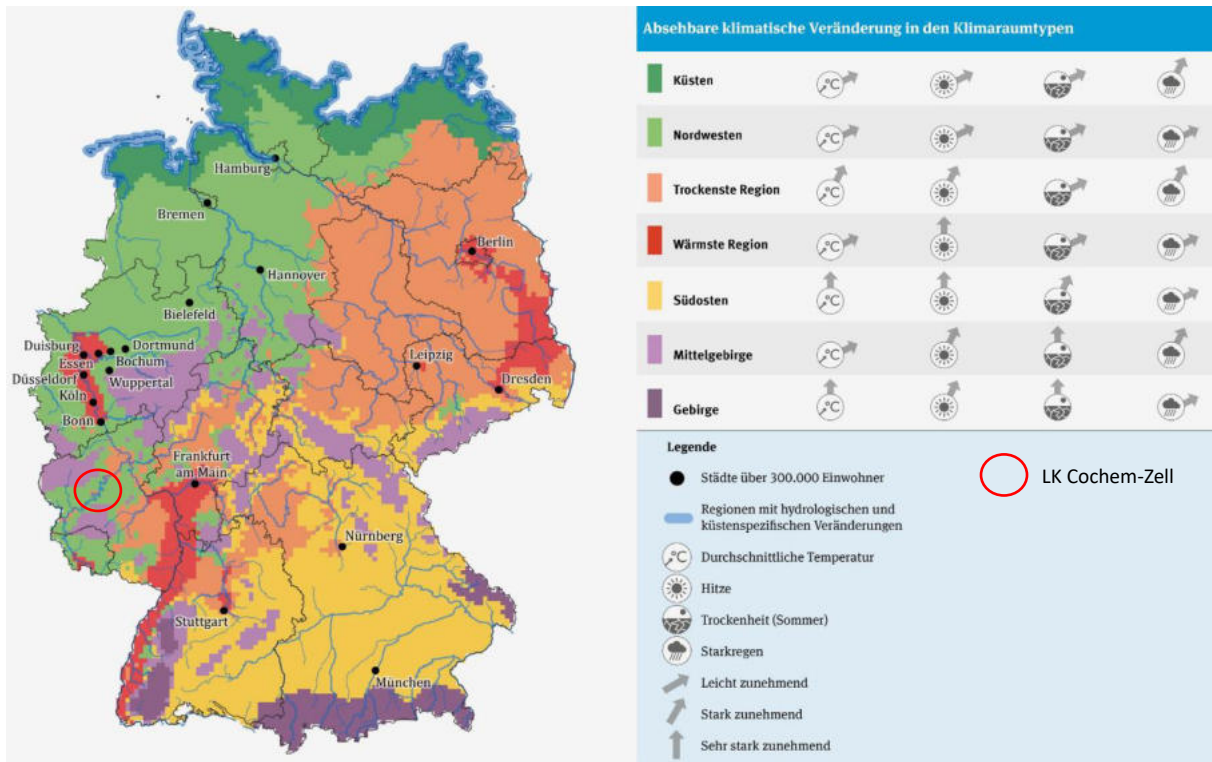 Hamburg
Bremen
Berlin
Hannover
Bielefeld
Duisburg
Dortmund
Essen
Bochum
Düsseldorf
Wuppertal
Köln
Bonn
Leipzig
Dresden
Frankfurt
am Main
Nürnberg
Stuttgart
München
Absehbare klimatische Veränderung in den Klimaraumtypen
Küsten
°C
Nordwesten
°C
Trockenste Region
°C
Wärmste Region
°C
Südosten
°C
Mittelgebirge
°C
Gebirge
°C
Legende
Städte über 300.000 Einwohner
LK Cochem-Zell
Regionen mit hydrologischen und
küstenspezifischen Veränderungen
°C
Durchschnittliche Temperatur
Hitze
Trockenheit (Sommer)
Starkregen
Leicht zunehmend
Stark zunehmend
Sehr stark zunehmend